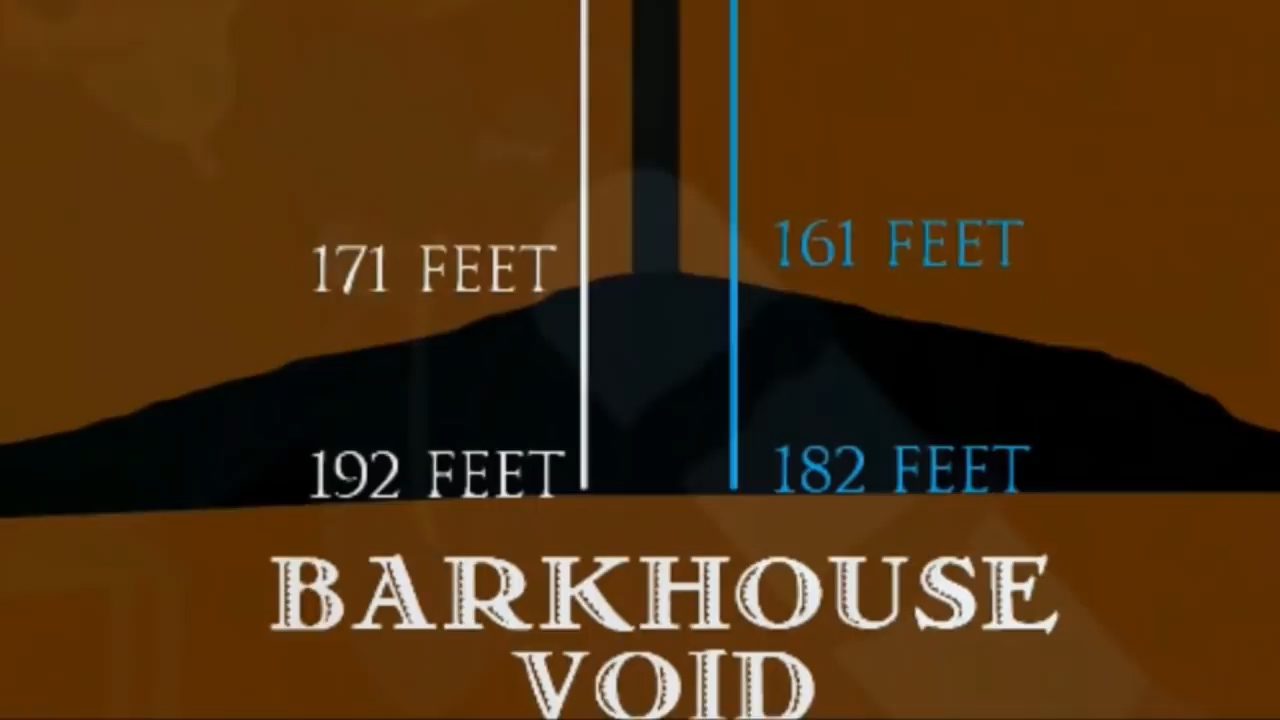 161 FEET
171 FEET
182 FEET
192 FEET
BARKHOUSE
VOID